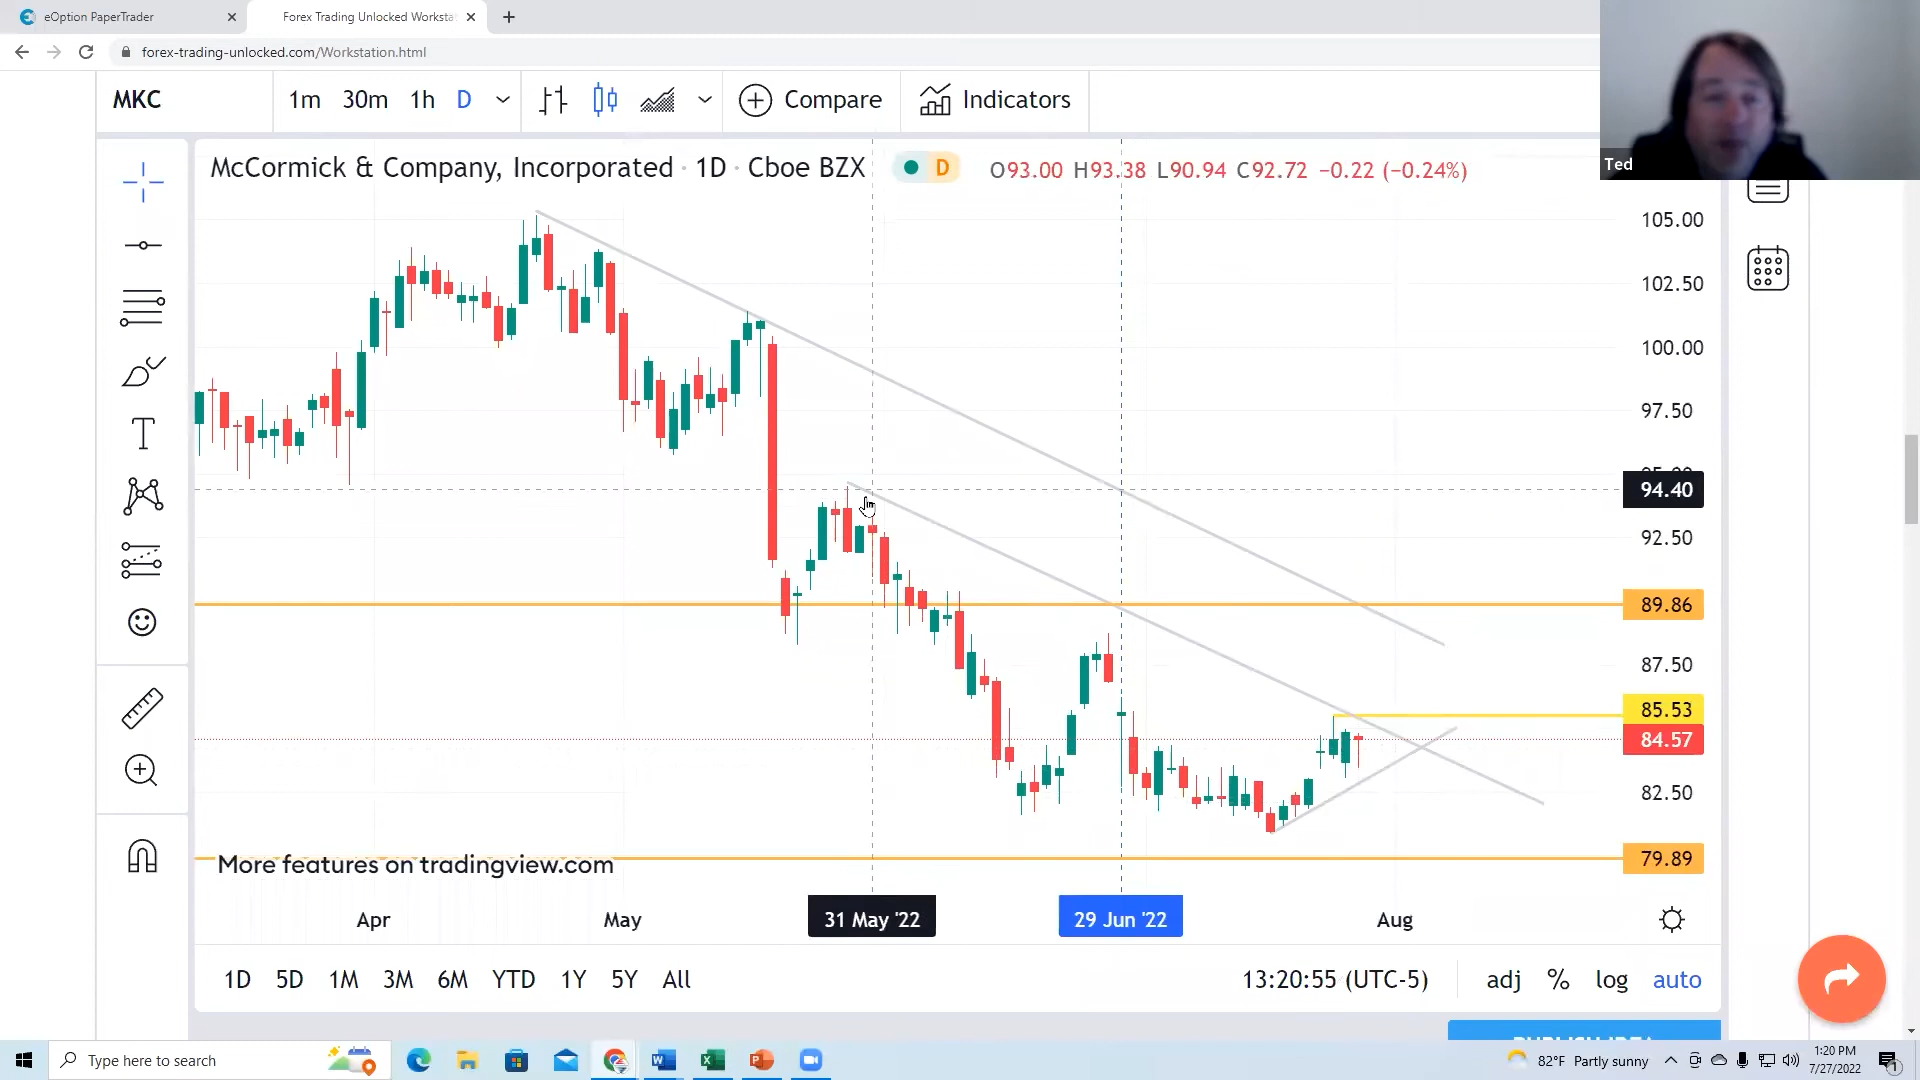 eOption PaperTrader
Forex Trading Unlocked Worksta
forex-trading-unlocked.com/Workstation.html
Ted
MKC 1m 30m 1h D Compare Indicators
McCormick & Company, Incorporated · 1D · Cboe BZX D O93.00 H93.38 L90.94 C92.72 −0.22 (−0.24%)
105.00
102.50
100.00
97.50
94.40
92.50
89.86
87.50
85.53
84.57
82.50
79.89
T
More features on tradingview.com
Apr May 31 May '22 29 Jun '22 Aug
1D 5D 1M 3M 6M YTD 1Y 5Y All 13:20:55 (UTC-5) adj % log auto
Type here to search
82°F Partly sunny
1:20 PM
7/27/2022
1